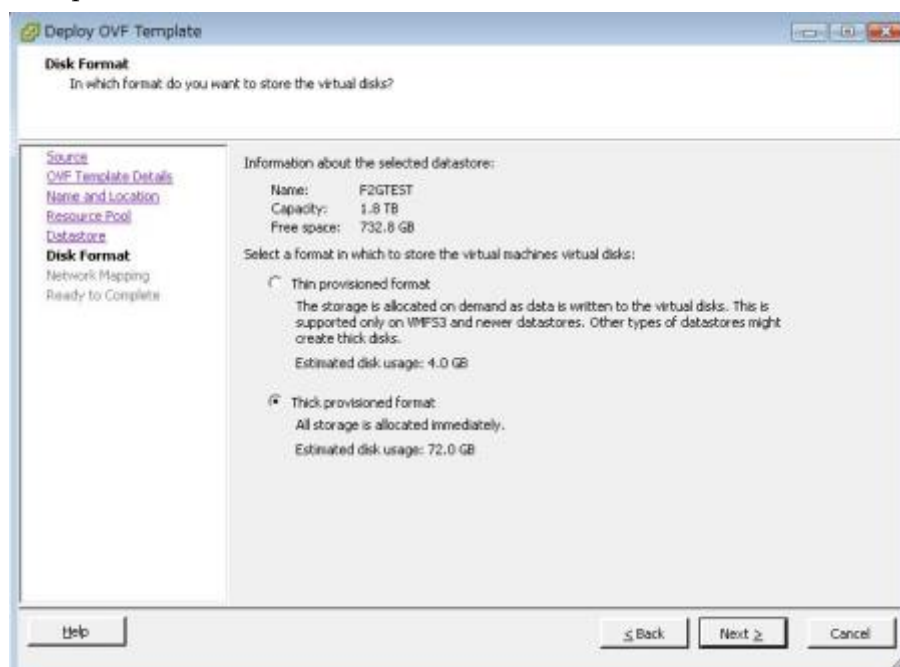 Deploy OVF Template
Disk Format
In which format do you want to store the virtual disks?
Source
OVF Template Details
Name and Location
Resource Pool
Datastore
Disk Format
Network Mapping
Ready to Complete
Information about the selected datastore:
Name: F2GTEST
Capacity: 1.8 TB
Free space: 732.8 GB
Select a format in which to store the virtual machines virtual disks:
Thin provisioned format
The storage is allocated on demand as data is written to the virtual disks. This is
supported only on VMFS3 and newer datastores. Other types of datastores might
create thick disks.
Estimated disk usage: 4.0 GB
Thick provisioned format
All storage is allocated immediately.
Estimated disk usage: 72.0 GB
Help
≤ Back
Next ≥
Cancel